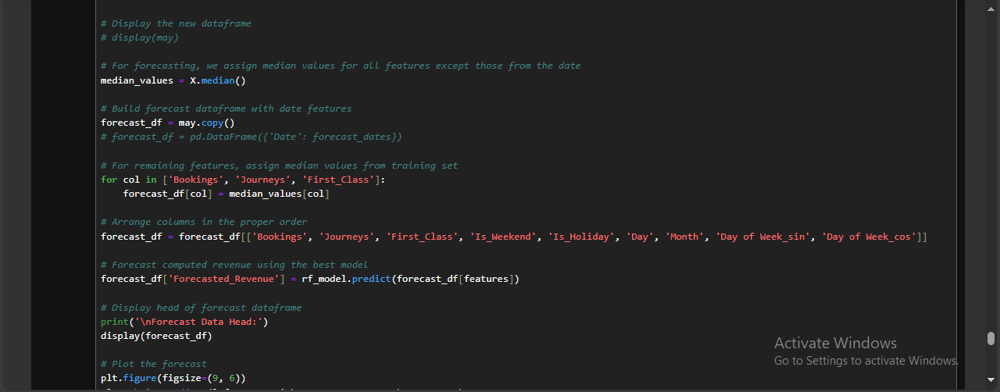 # Display the new dataframe
# display(may)
# For forecasting, we assign median values for all features except those from the date
median_values = X.median()
# Build forecast dataframe with date features
forecast_df = may.copy()
# forecast_df = pd.DataFrame({'Date': forecast_dates})
# For remaining features, assign median values from training set
for col in ['Bookings', 'Journeys', 'First_Class']:
    forecast_df[col] = median_values[col]
# Arrange columns in the proper order
forecast_df = forecast_df[['Bookings', 'Journeys', 'First_Class', 'Is_Weekend', 'Is_Holiday', 'Day', 'Month', 'Day of Week_sin', 'Day of Week_cos']]
# Forecast computed revenue using the best model
forecast_df['Forecasted_Revenue'] = rf_model.predict(forecast_df[features])
# Display head of forecast dataframe
print('\nForecast Data Head:')
display(forecast_df)
# Plot the forecast
plt.figure(figsize=(9, 6))
Activate Windows
Go to Settings to activate Windows.